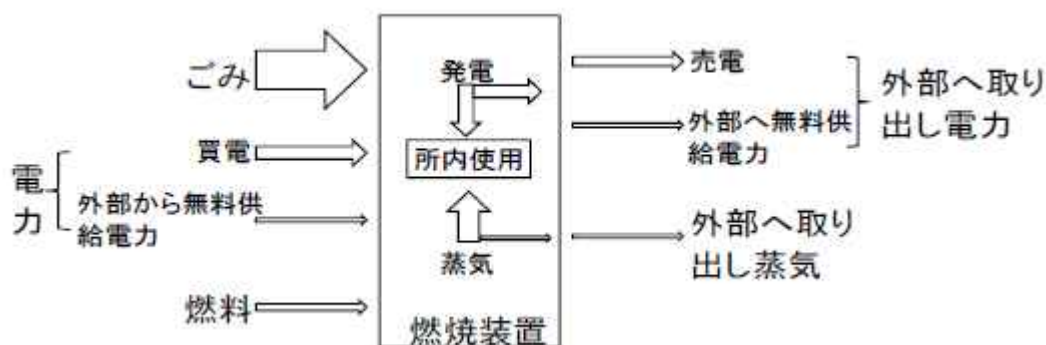 ごみ
買電
電
力
外部から無料供
給電力
燃料
発電
所内使用
蒸気
燃焼装置
売電
外部へ無料供
給電力
外部へ取り
出し電力
外部へ取り
出し蒸気